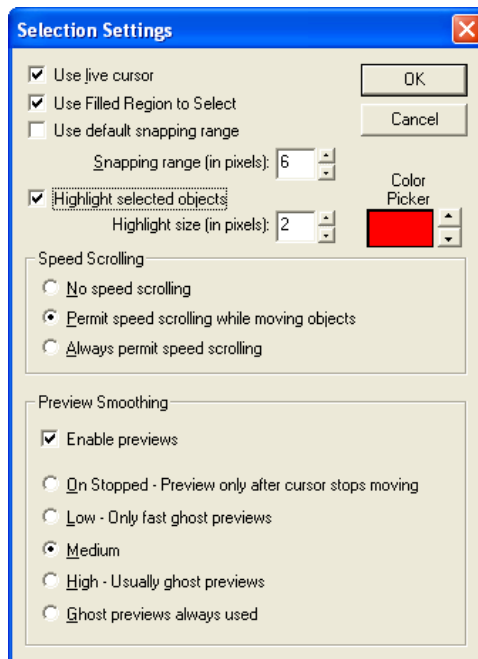 Selection Settings
Use live cursor
OK
Use Filled Region to Select
Cancel
Use default snapping range
Snapping range (in pixels): 6
Color
Picker
Highlight selected objects
Highlight size (in pixels): 2
Speed Scrolling
No speed scrolling
Permit speed scrolling while moving objects
Always permit speed scrolling
Preview Smoothing
Enable previews
On Stopped - Preview only after cursor stops moving
Low - Only fast ghost previews
Medium
High - Usually ghost previews
Ghost previews always used